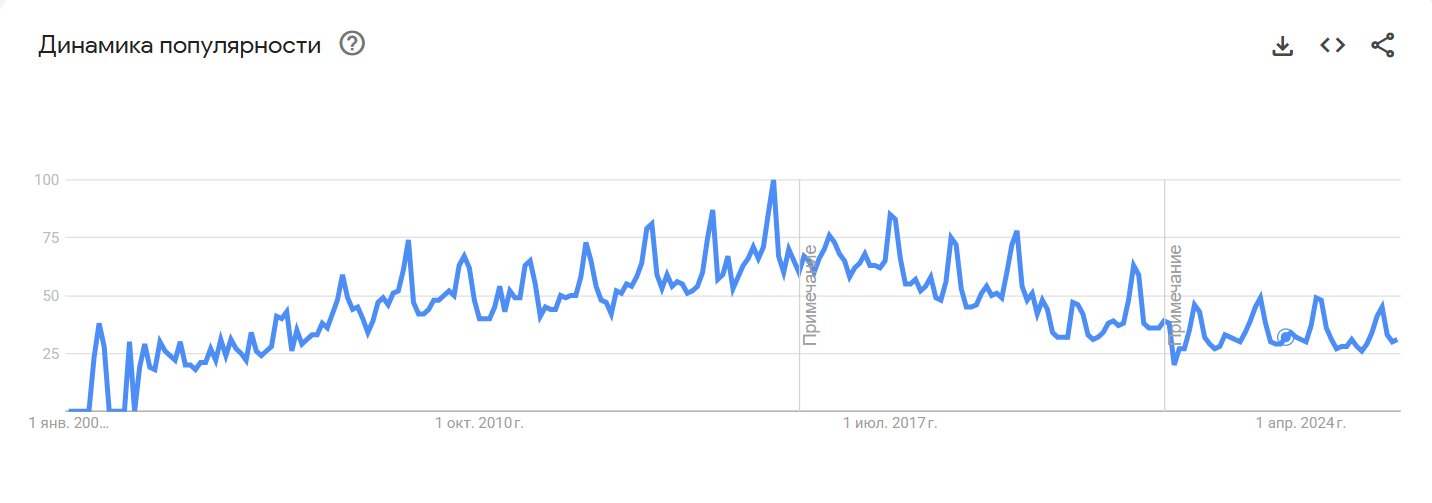 Динамика популярности
100
75
50
25
Примечание
Примечание
1 янв. 200…
1 окт. 2010 г.
1 июл. 2017 г.
1 апр. 2024 г.